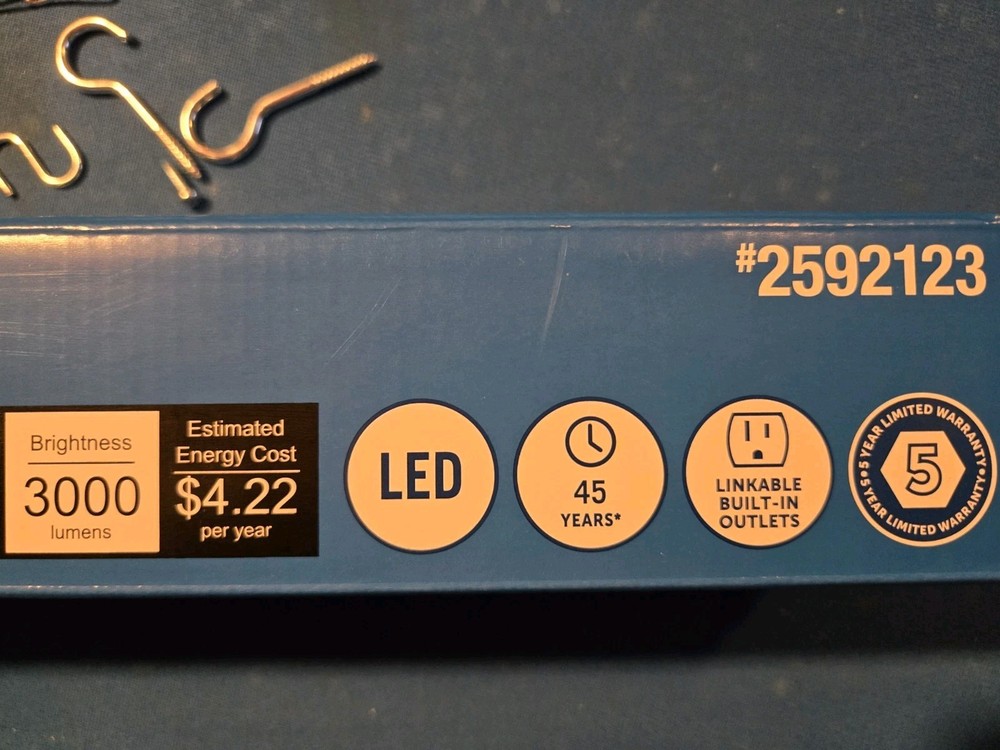 #2592123
Brightness
3000
lumens
Estimated
Energy Cost
$4.22
per year
LED
45
YEARS*
LINKABLE
BUILT-IN
OUTLETS
5 YEAR LIMITED WARRANTY
5
5 YEAR LIMITED WARRANTY